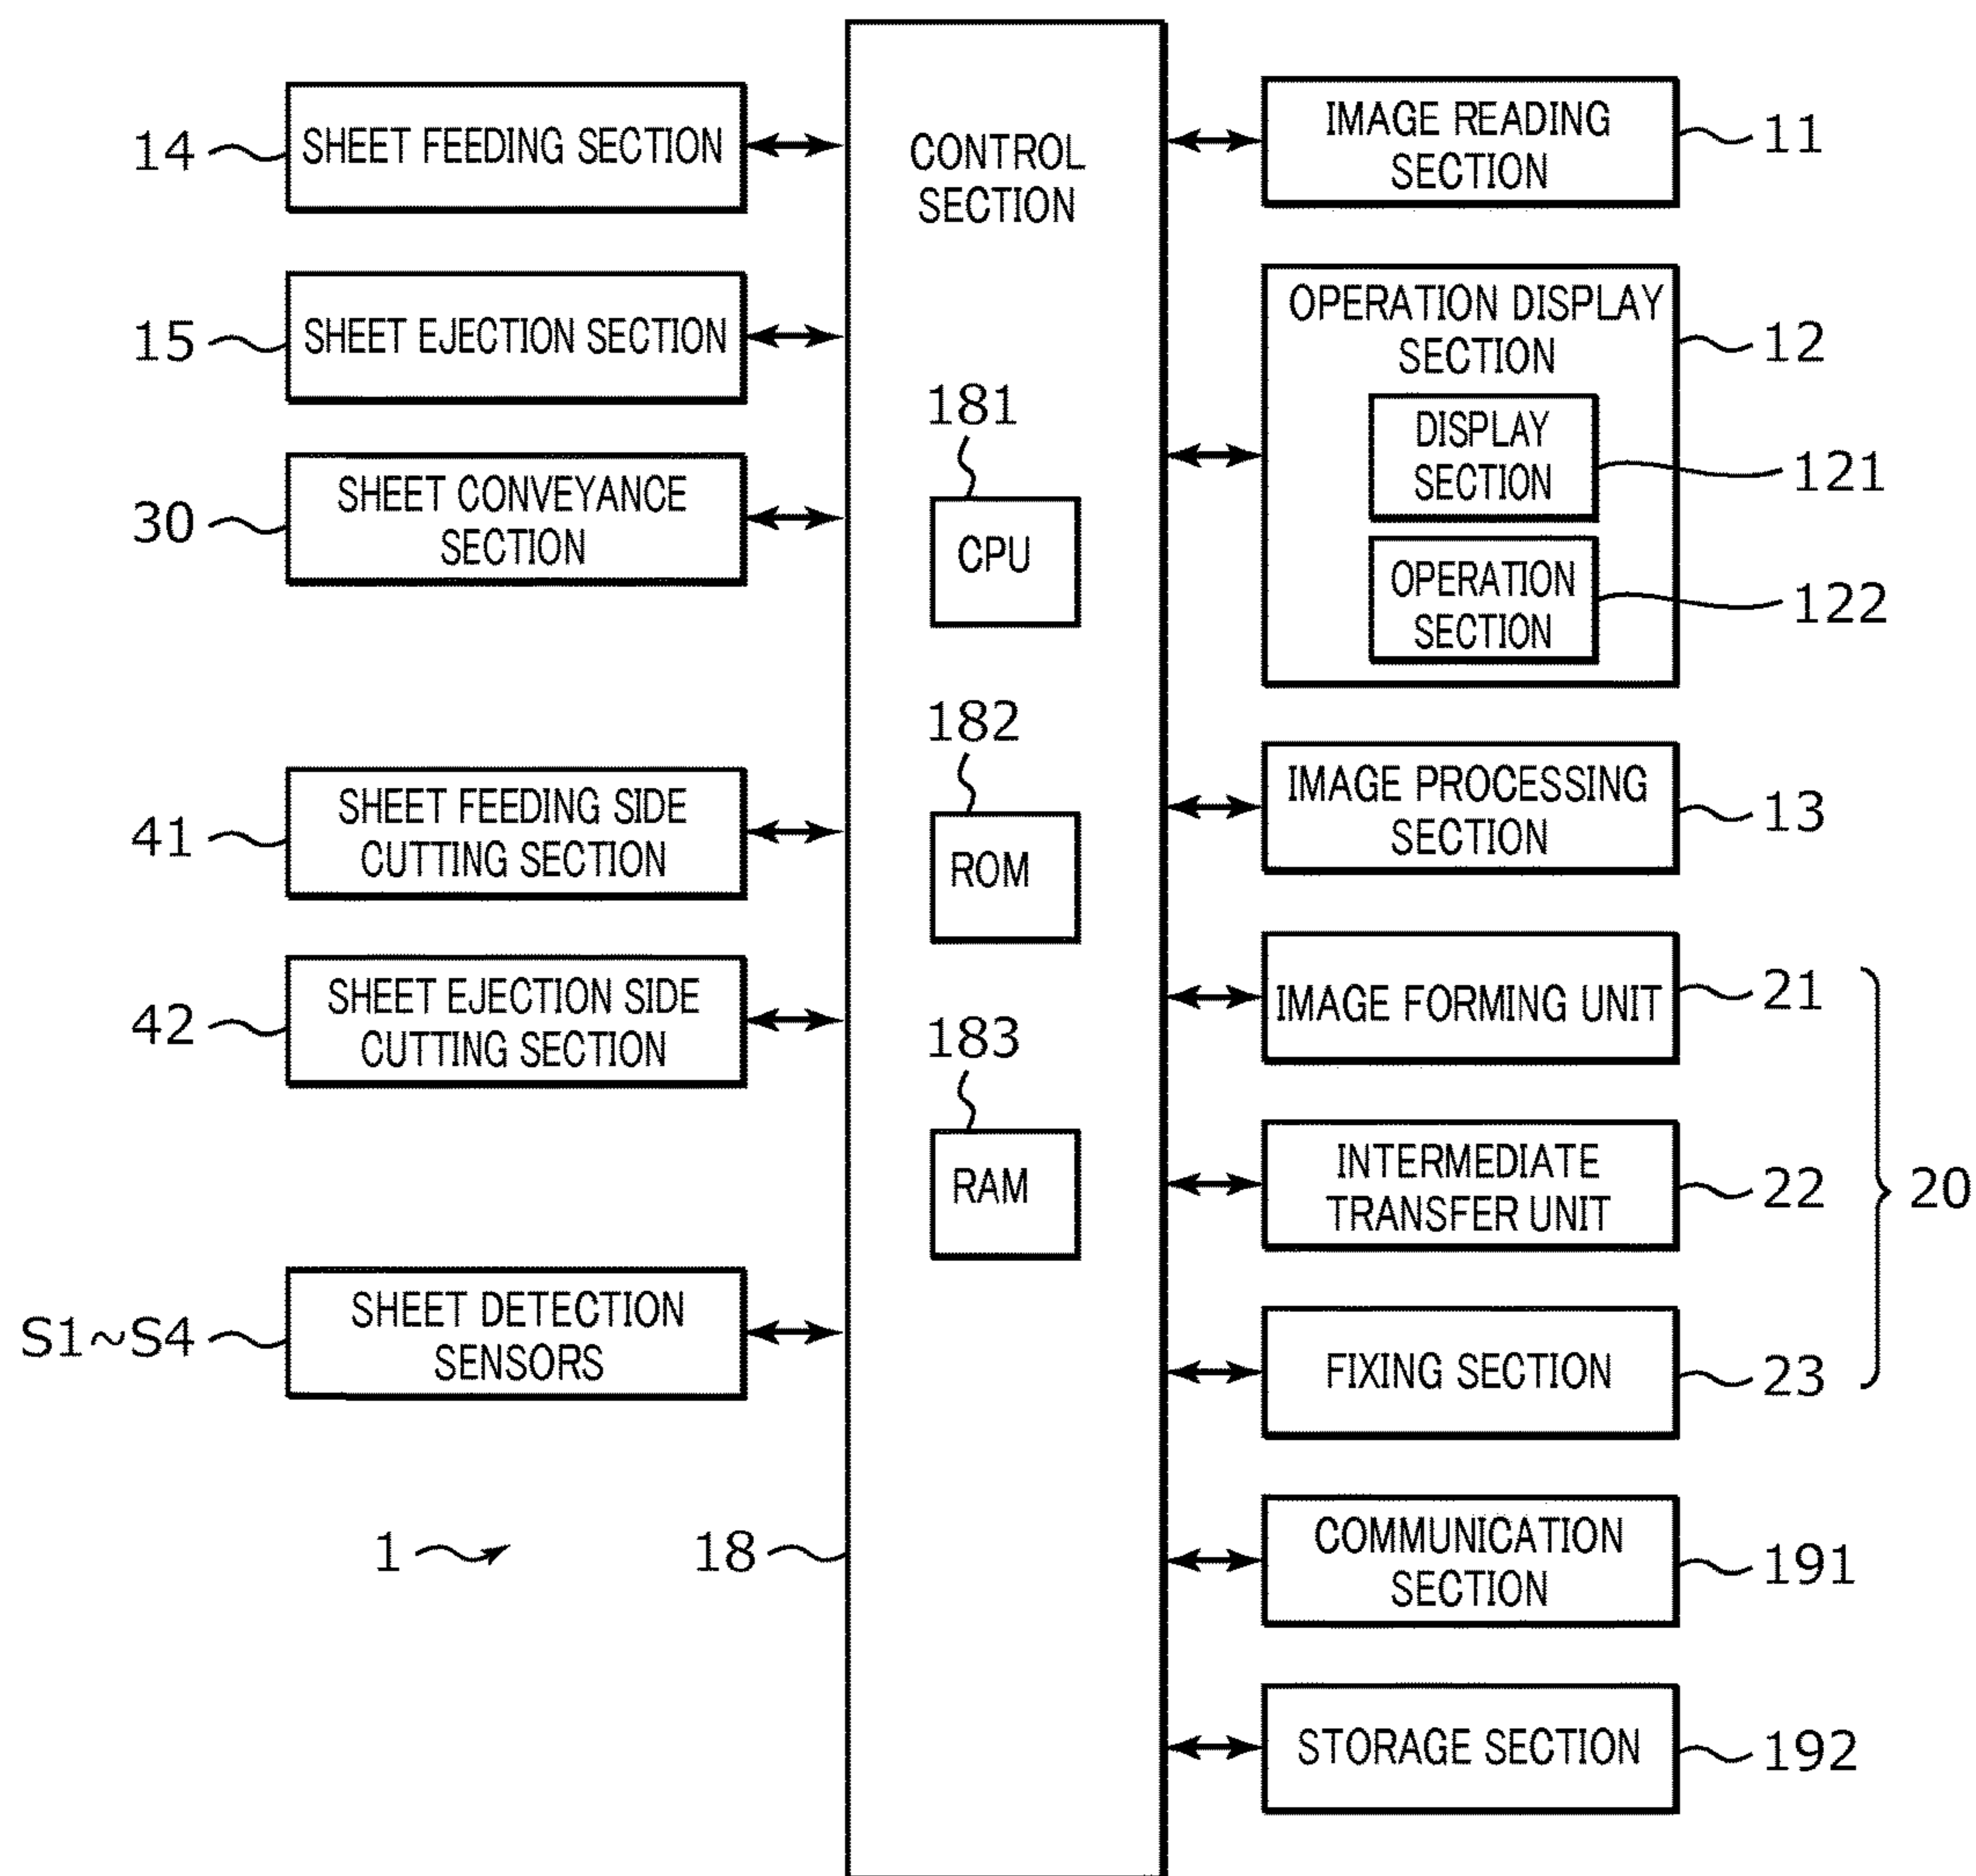 14
SHEET FEEDING SECTION
15
SHEET EJECTION SECTION
30
SHEET CONVEYANCE
SECTION
41
SHEET FEEDING SIDE
CUTTING SECTION
42
SHEET EJECTION SIDE
CUTTING SECTION
S1~S4
SHEET DETECTION
SENSORS
1
18
CONTROL
SECTION
181
CPU
182
ROM
183
RAM
IMAGE READING
SECTION
11
OPERATION DISPLAY
SECTION
12
DISPLAY
SECTION
121
OPERATION
SECTION
122
IMAGE PROCESSING
SECTION
13
IMAGE FORMING UNIT
21
INTERMEDIATE
TRANSFER UNIT
22
20
FIXING SECTION
23
COMMUNICATION
SECTION
191
STORAGE SECTION
192